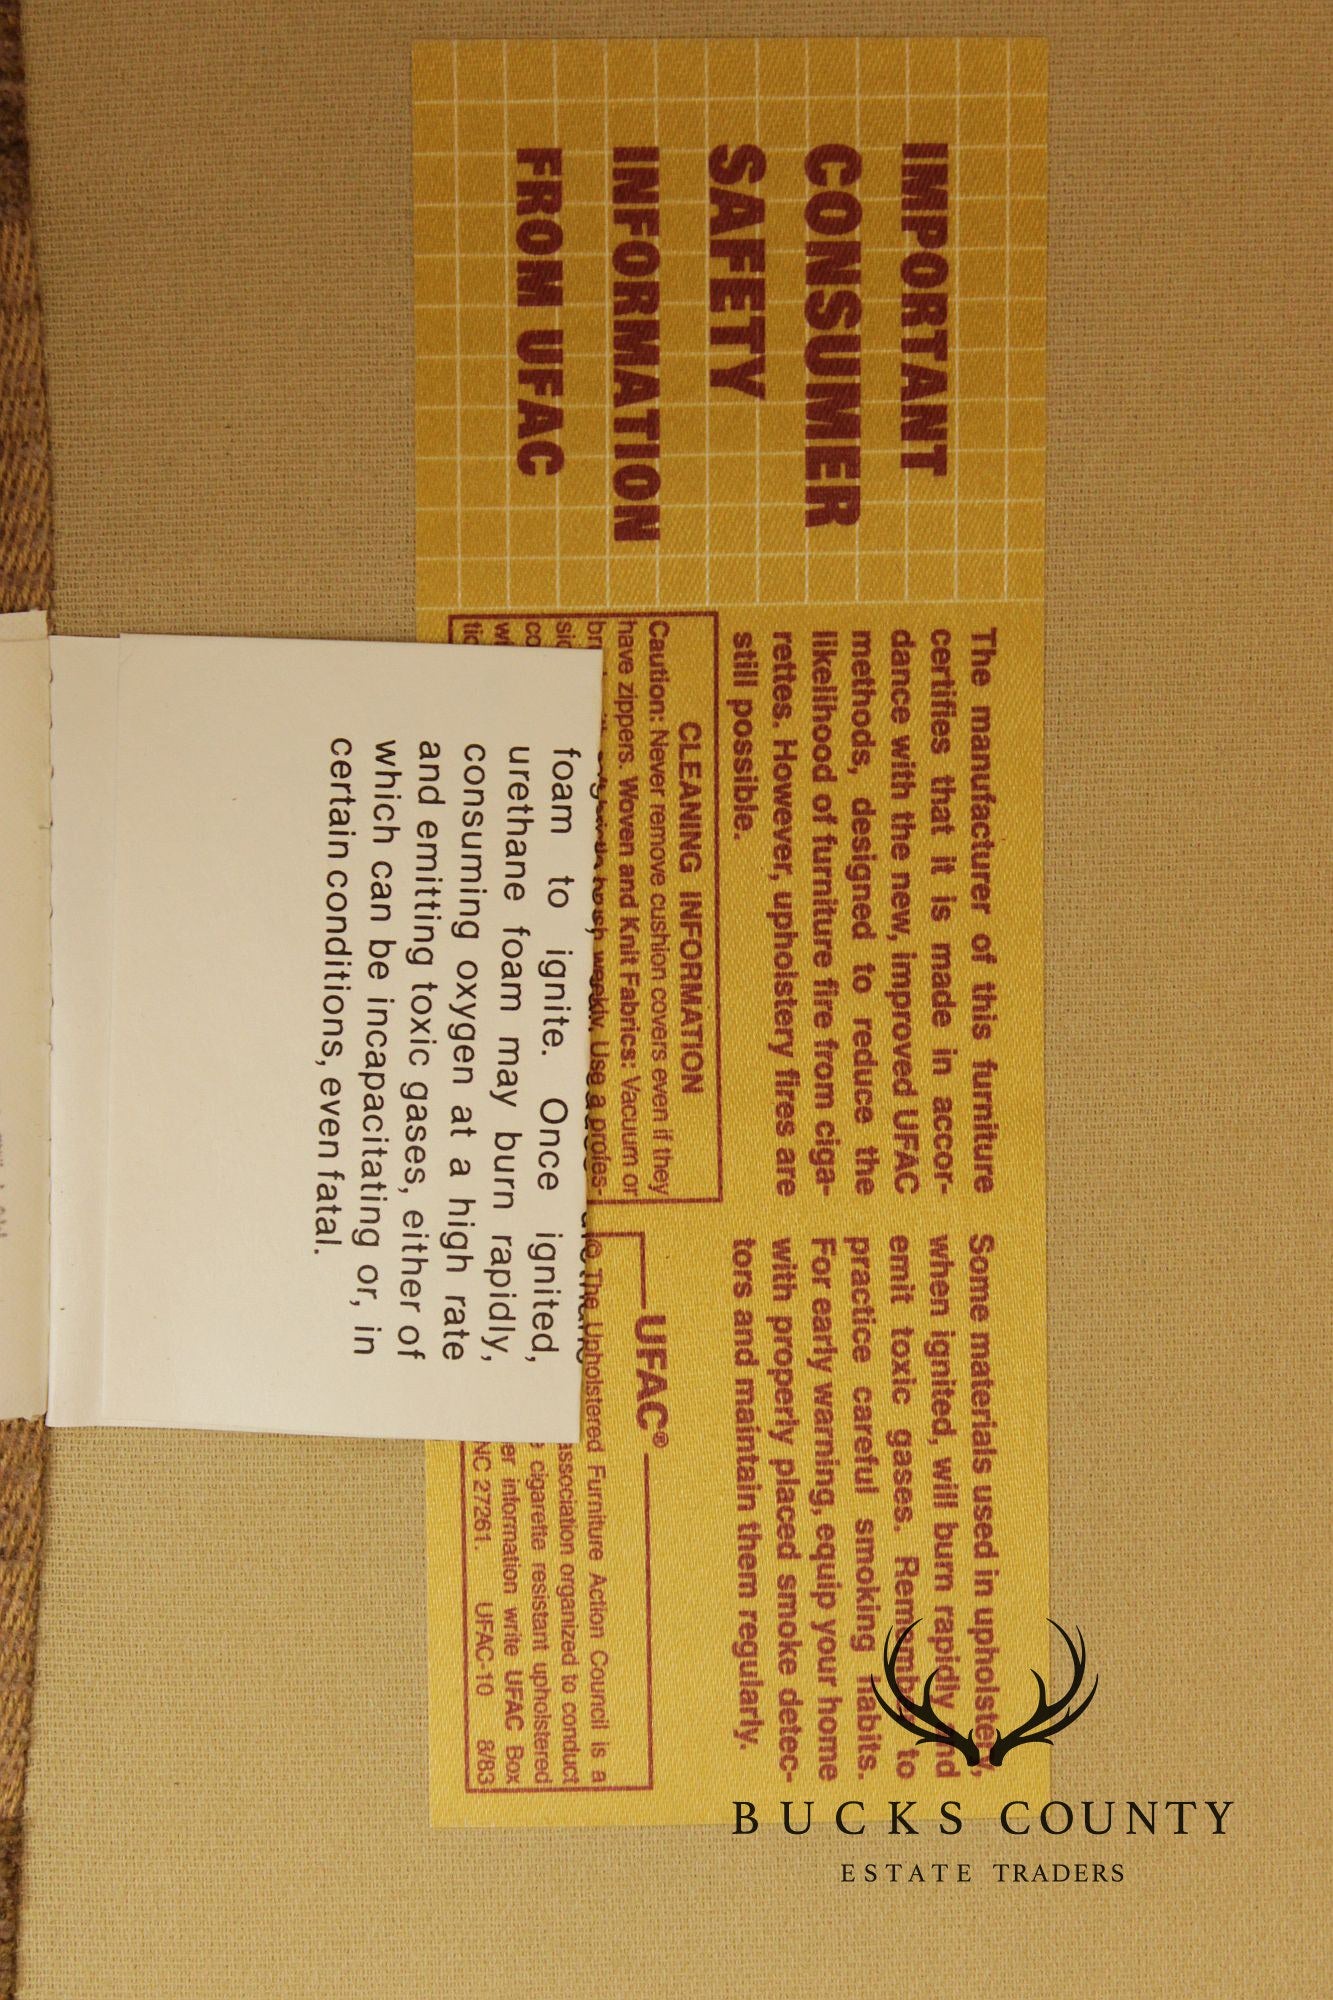 IMPORTANT
CONSUMER
SAFETY
INFORMATION
FROM UFAC
The manufacturer of this furniture
certifies that it is made in accor-
dance with the new, improved UFAC
methods, designed to reduce the
likelihood of furniture fire from ciga-
rettes. However, upholstery fires are
still possible.
CLEANING INFORMATION
Caution: Never remove cushion covers even if they
have zippers. Woven and Knit Fabrics: Vacuum or
brush weekly. Use a profes-
Some materials used in upholstery,
when ignited, will burn rapidly and
emit toxic gases. Remember to
practice careful smoking habits.
For early warning, equip your home
with properly placed smoke detec-
tors and maintain them regularly.
UFAC®
© The Upholstered Furniture Action Council is a
association organized to conduct
cigarette resistant upholstered
er information write UFAC Box
NC 27261. UFAC-10 8/83
foam to ignite. Once ignited,
urethane foam may burn rapidly,
consuming oxygen at a high rate
and emitting toxic gases, either of
which can be incapacitating or, in
certain conditions, even fatal.
BUCKS COUNTY
ESTATE TRADERS